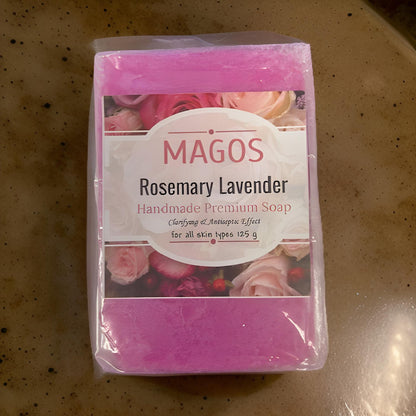 MAGOS
Rosemary Lavender
Handmade Premium Soap
Clarifying & Antiseptic Effect
for all skin types 125 g